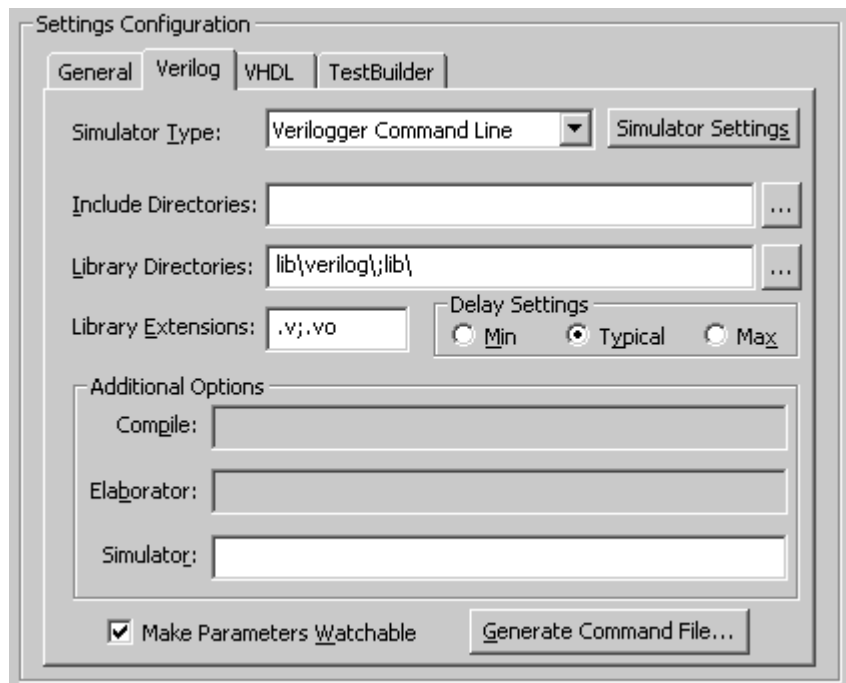 Settings Configuration
General Verilog VHDL TestBuilder
Simulator Type: Verilogger Command Line Simulator Settings
Include Directories: ...
Library Directories: lib\verilog\;lib\ ...
Delay Settings
Library Extensions: .v;.vo Min Typical Max
Additional Options
Compile:
Elaborator:
Simulator:
Make Parameters Watchable Generate Command File...